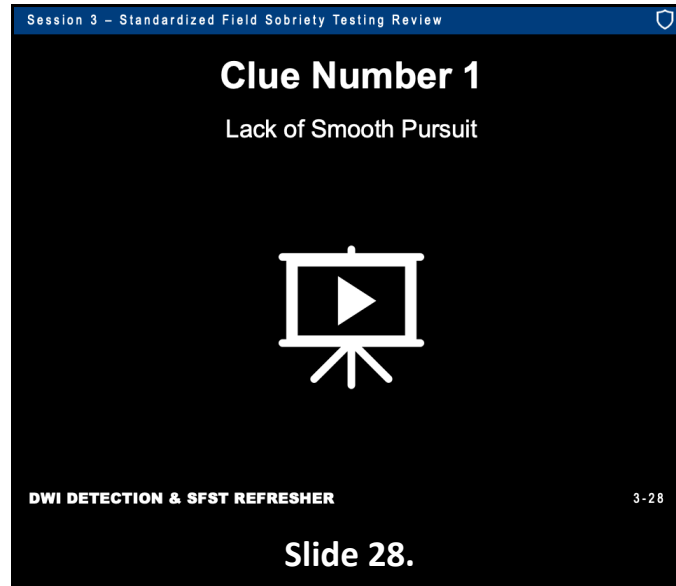 Session 3 – Standardized Field Sobriety Testing Review
Clue Number 1
Lack of Smooth Pursuit
DWI DETECTION & SFST REFRESHER
3-28
Slide 28.